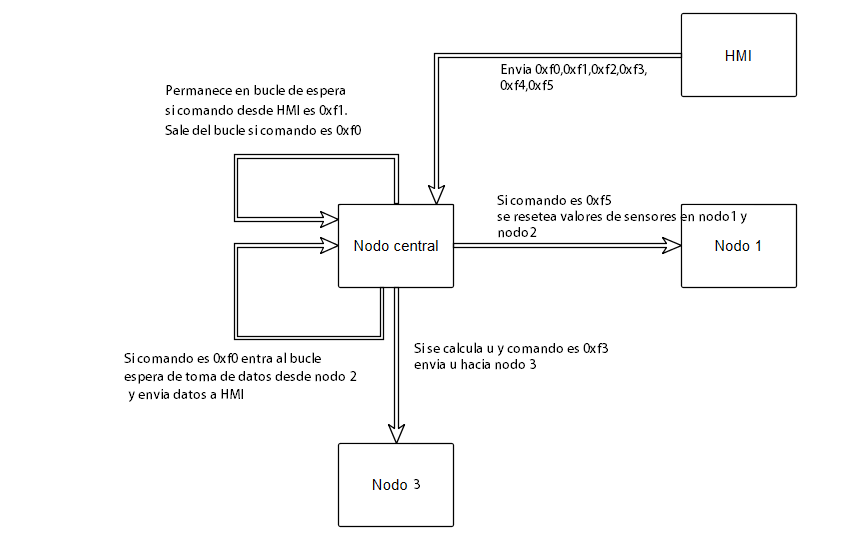 HMI
Envia 0xf0,0xf1,0xf2,0xf3,
0xf4,0xf5
Permanece en bucle de espera
si comando desde HMI es 0xf1.
Sale del bucle si comando es 0xf0
Si comando es 0xf5
se resetea valores de sensores en nodo1 y
nodo2
Nodo central
Nodo 1
Si comando es 0xf0 entra al bucle
espera de toma de datos desde nodo 2
y envia datos a HMI
Si se calcula u y comando es 0xf3
envia u hacia nodo 3
Nodo 3